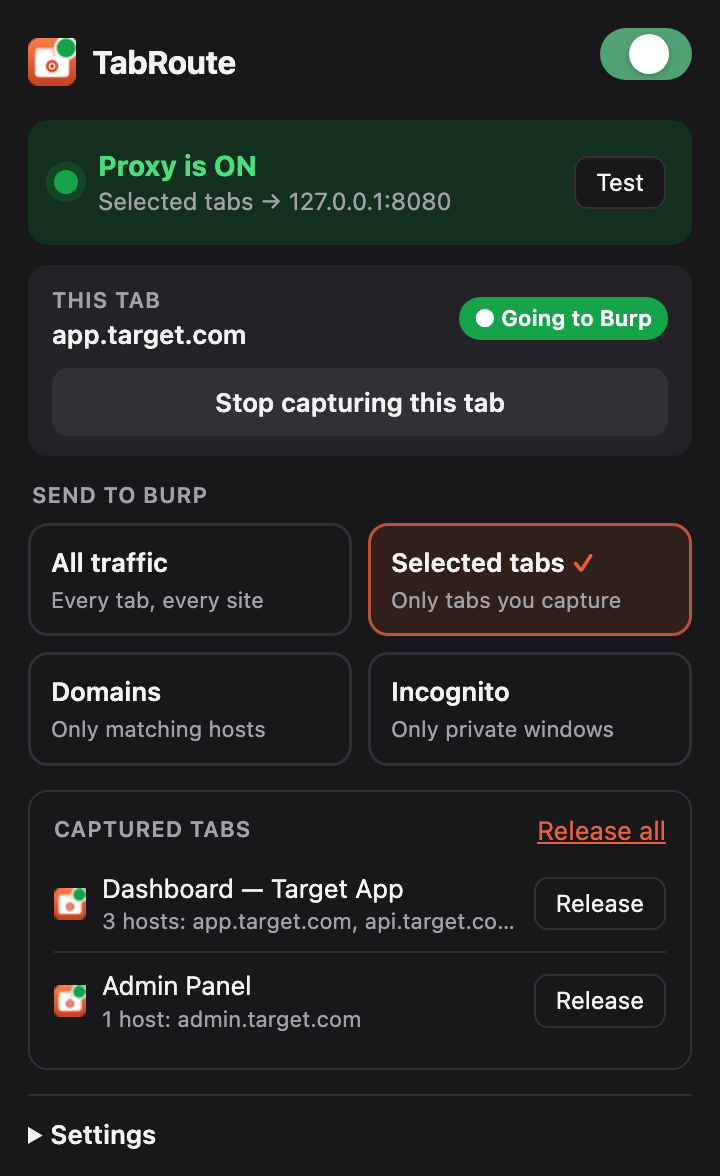 TabRoute
Proxy is ON
Selected tabs → 127.0.0.1:8080
Test
THIS TAB
app.target.com
Going to Burp
Stop capturing this tab
SEND TO BURP
All traffic
Every tab, every site
Selected tabs ✓
Only tabs you capture
Domains
Only matching hosts
Incognito
Only private windows
CAPTURED TABS
Release all
Dashboard — Target App
3 hosts: app.target.com, api.target.co...
Release
Admin Panel
1 host: admin.target.com
Release
Settings